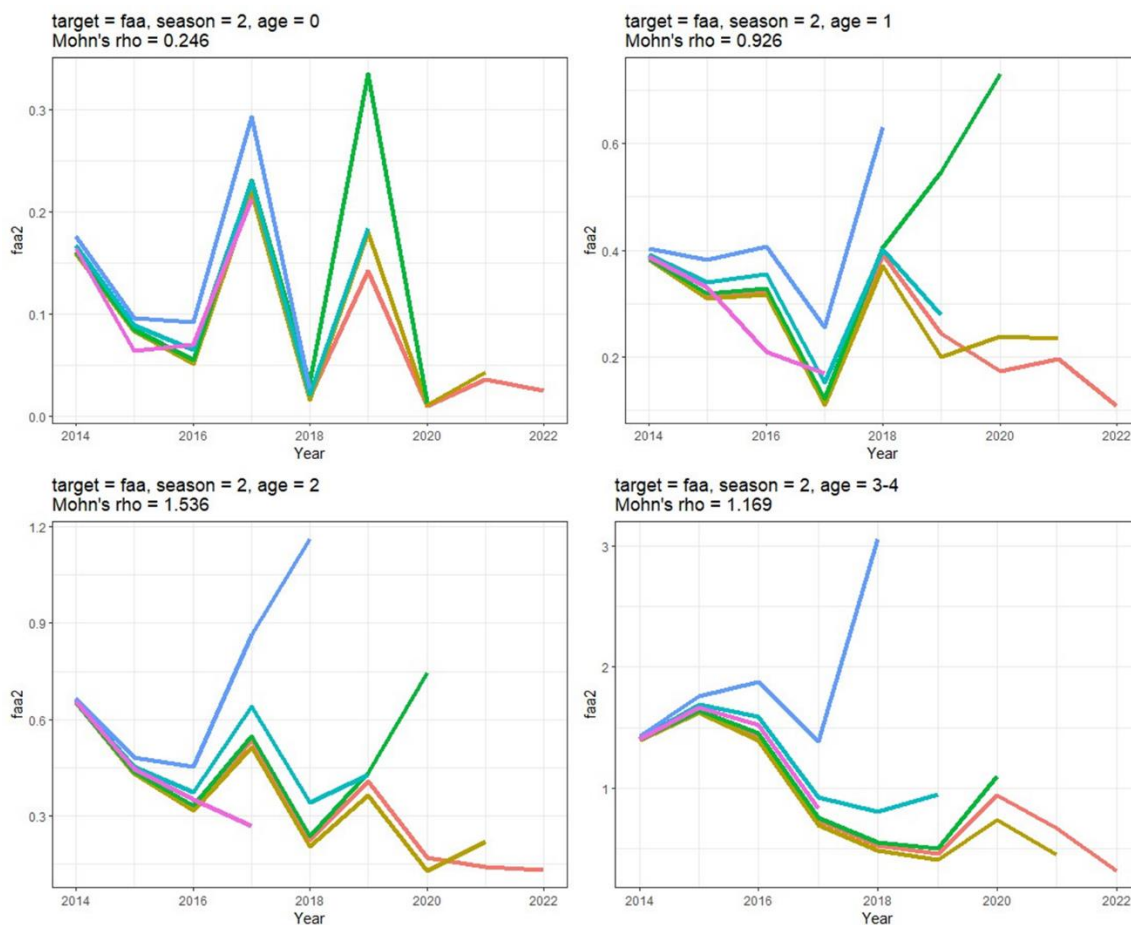 target = faa, season = 2, age = 0
Mohn's rho = 0.246
0.3
0.2
0.1
0.0
faa2
2014
2016
2018
2020
2022
Year
target = faa, season = 2, age = 1
Mohn's rho = 0.926
0.6
0.4
0.2
faa2
2014
2016
2018
2020
2022
Year
target = faa, season = 2, age = 2
Mohn's rho = 1.536
1.2
0.9
0.6
0.3
faa2
2014
2016
2018
2020
2022
Year
target = faa, season = 2, age = 3-4
Mohn's rho = 1.169
3
2
1
faa2
2014
2016
2018
2020
2022
Year